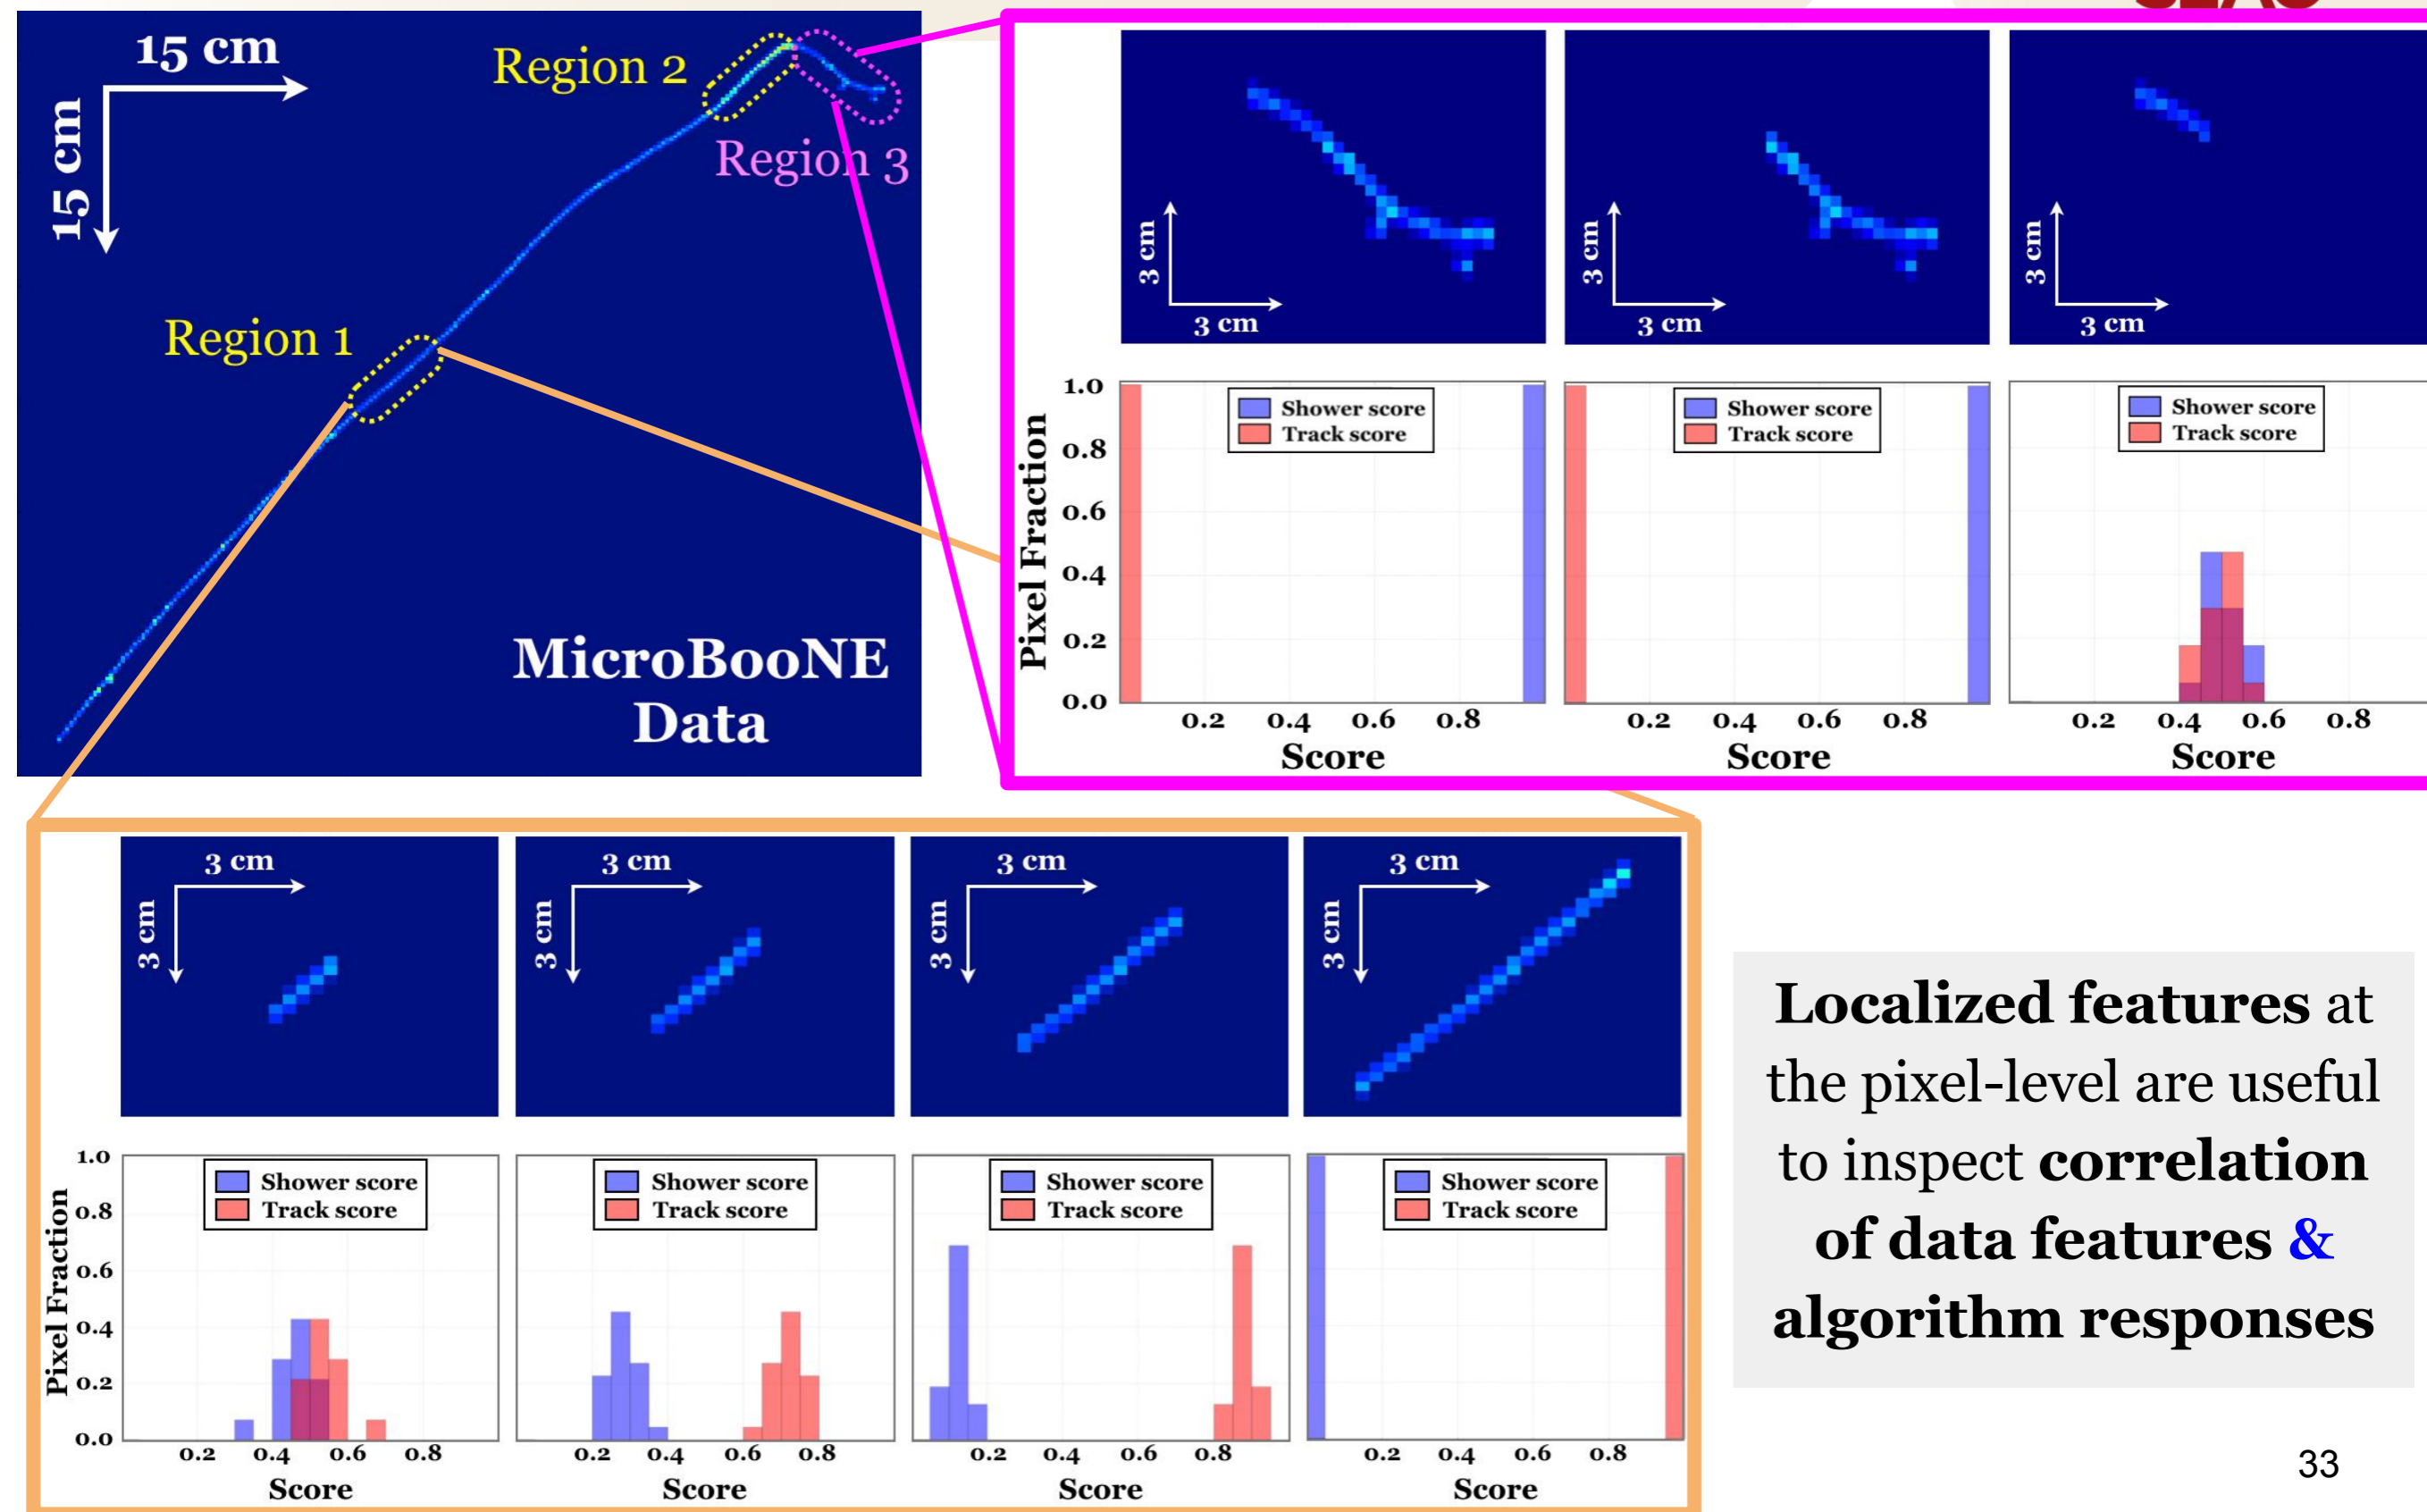 15 cm
15 cm
Region 2
Region 3
Region 1
MicroBooNE
Data
3 cm
3 cm
3 cm
3 cm
3 cm
3 cm
Pixel Fraction
1.0
0.8
0.6
0.4
0.2
0.0
Shower score
Track score
0.2 0.4 0.6 0.8
Score
Shower score
Track score
0.2 0.4 0.6 0.8
Score
Shower score
Track score
0.2 0.4 0.6 0.8
Score
3 cm
3 cm
3 cm
3 cm
3 cm
3 cm
3 cm
3 cm
Pixel Fraction
1.0
0.8
0.6
0.4
0.2
0.0
Shower score
Track score
0.2 0.4 0.6 0.8
Score
Shower score
Track score
0.2 0.4 0.6 0.8
Score
Shower score
Track score
0.2 0.4 0.6 0.8
Score
Shower score
Track score
0.2 0.4 0.6 0.8
Score
Localized features at
the pixel-level are useful
to inspect correlation
of data features &
algorithm responses
33